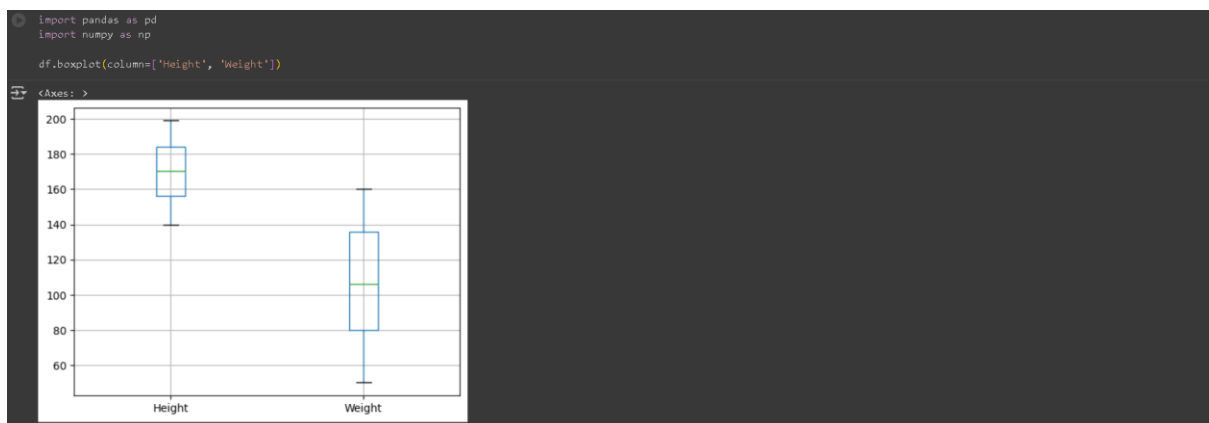 import pandas as pd
import numpy as np
df.boxplot(column=['Height', 'Weight'])
<Axes: >
200
180
160
140
120
100
80
60
Height Weight